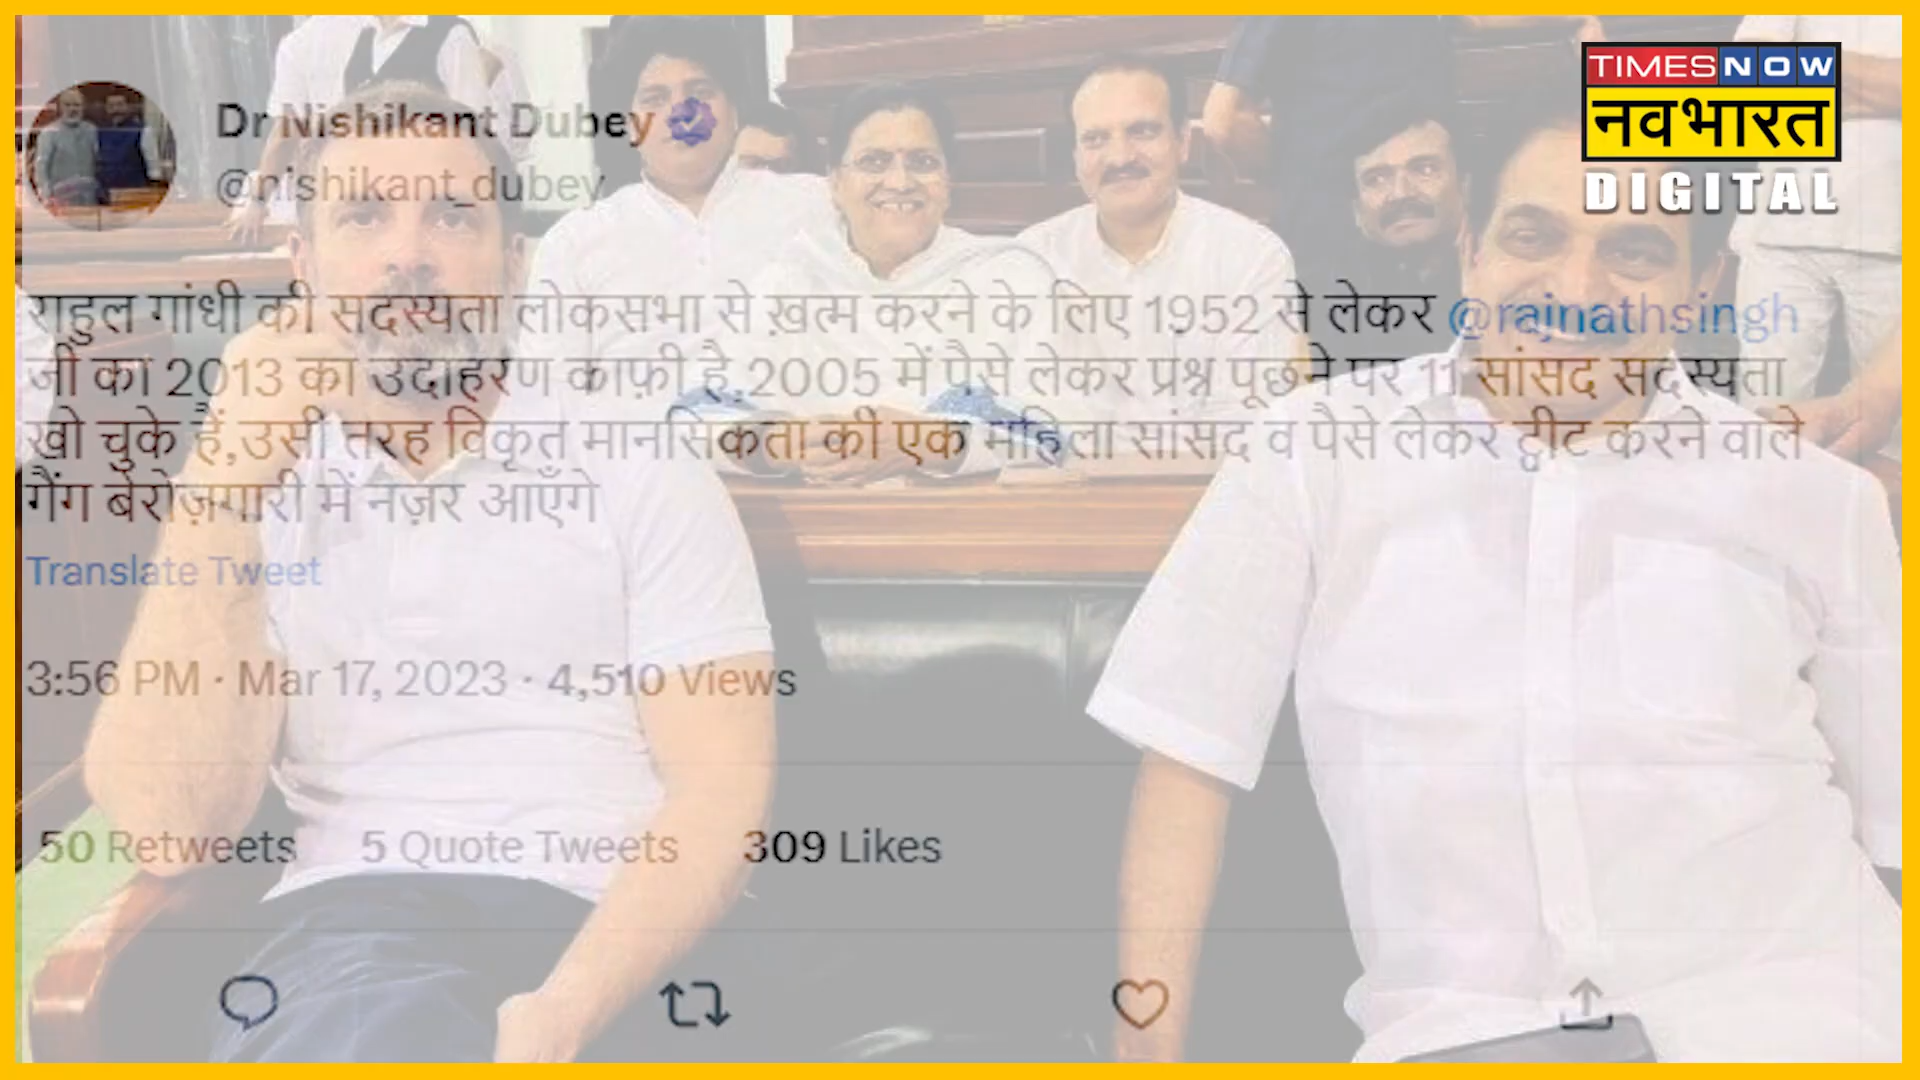 TIMES NOW
नवभारत
DIGITAL
Dr Nishikant Dubey
@nishikant_dubey
राहुल गांधी की सदस्यता लोकसभा से ख़त्म करने के लिए 1952 से लेकर @rajnathsingh
जी का 2013 का उदाहरण काफ़ी है,2005 में पैसे लेकर प्रश्न पूछने पर 11 सांसद सदस्यता
खो चुके हैं,उसी तरह विकृत मानसिकता की एक महिला सांसद व पैसे लेकर ट्वीट करने वाले
गैंग बेरोज़गारी में नज़र आएँगे
Translate Tweet
3:56 PM · Mar 17, 2023 · 4,510 Views
50 Retweets 5 Quote Tweets 309 Likes